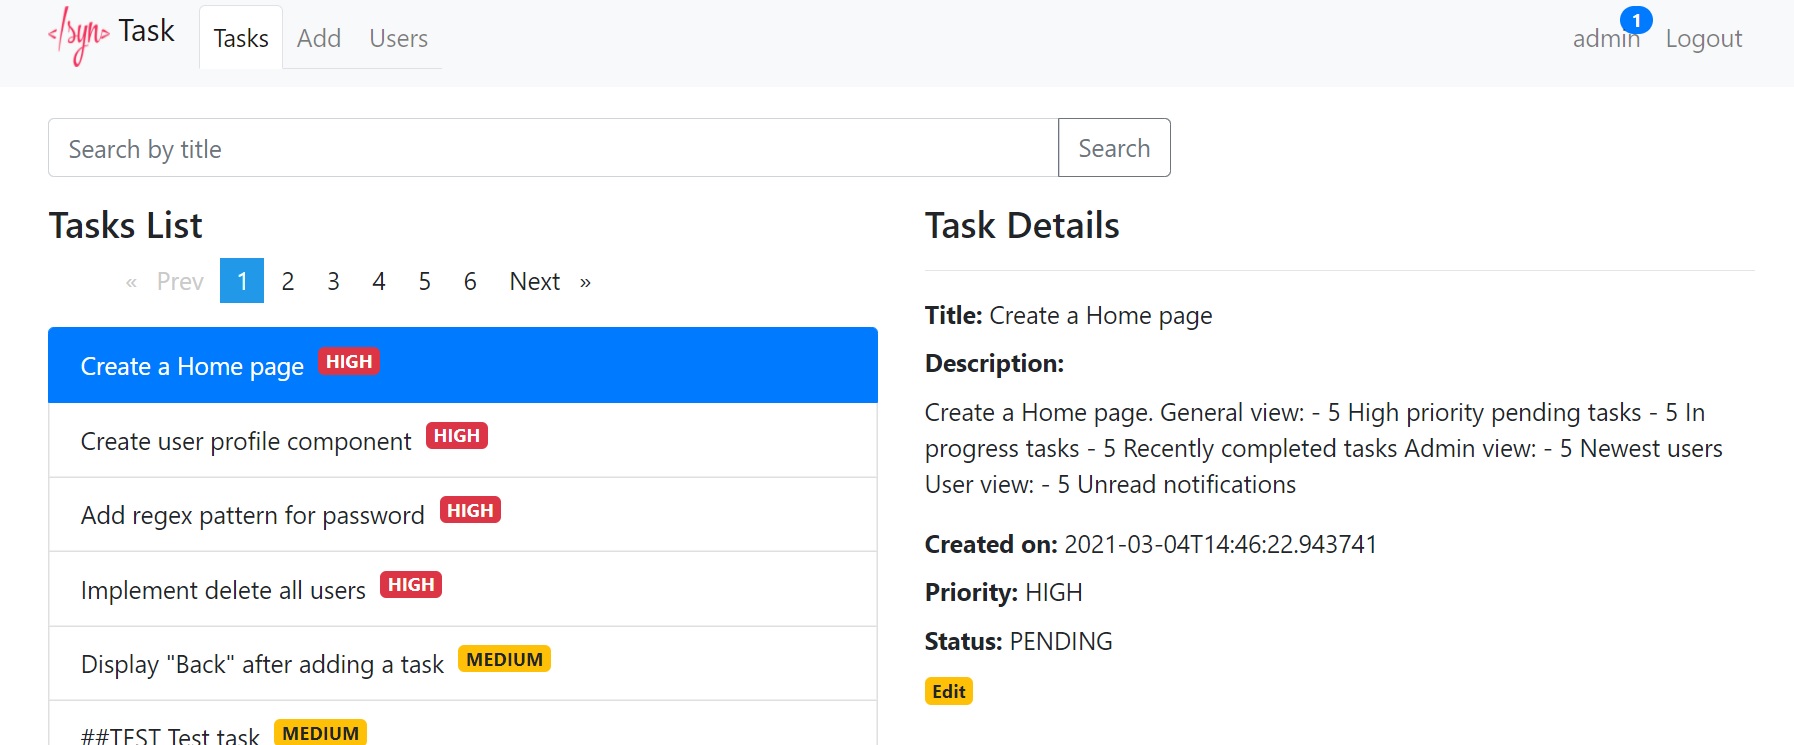 </syn> Task Tasks Add Users admin 1 Logout
Search by title Search
Tasks List
« Prev 1 2 3 4 5 6 Next »
Create a Home page HIGH
Create user profile component HIGH
Add regex pattern for password HIGH
Implement delete all users HIGH
Display "Back" after adding a task MEDIUM
##TEST Test task MEDIUM
Task Details
Title: Create a Home page
Description:
Create a Home page. General view: - 5 High priority pending tasks - 5 In
progress tasks - 5 Recently completed tasks Admin view: - 5 Newest users
User view: - 5 Unread notifications
Created on: 2021-03-04T14:46:22.943741
Priority: HIGH
Status: PENDING
Edit